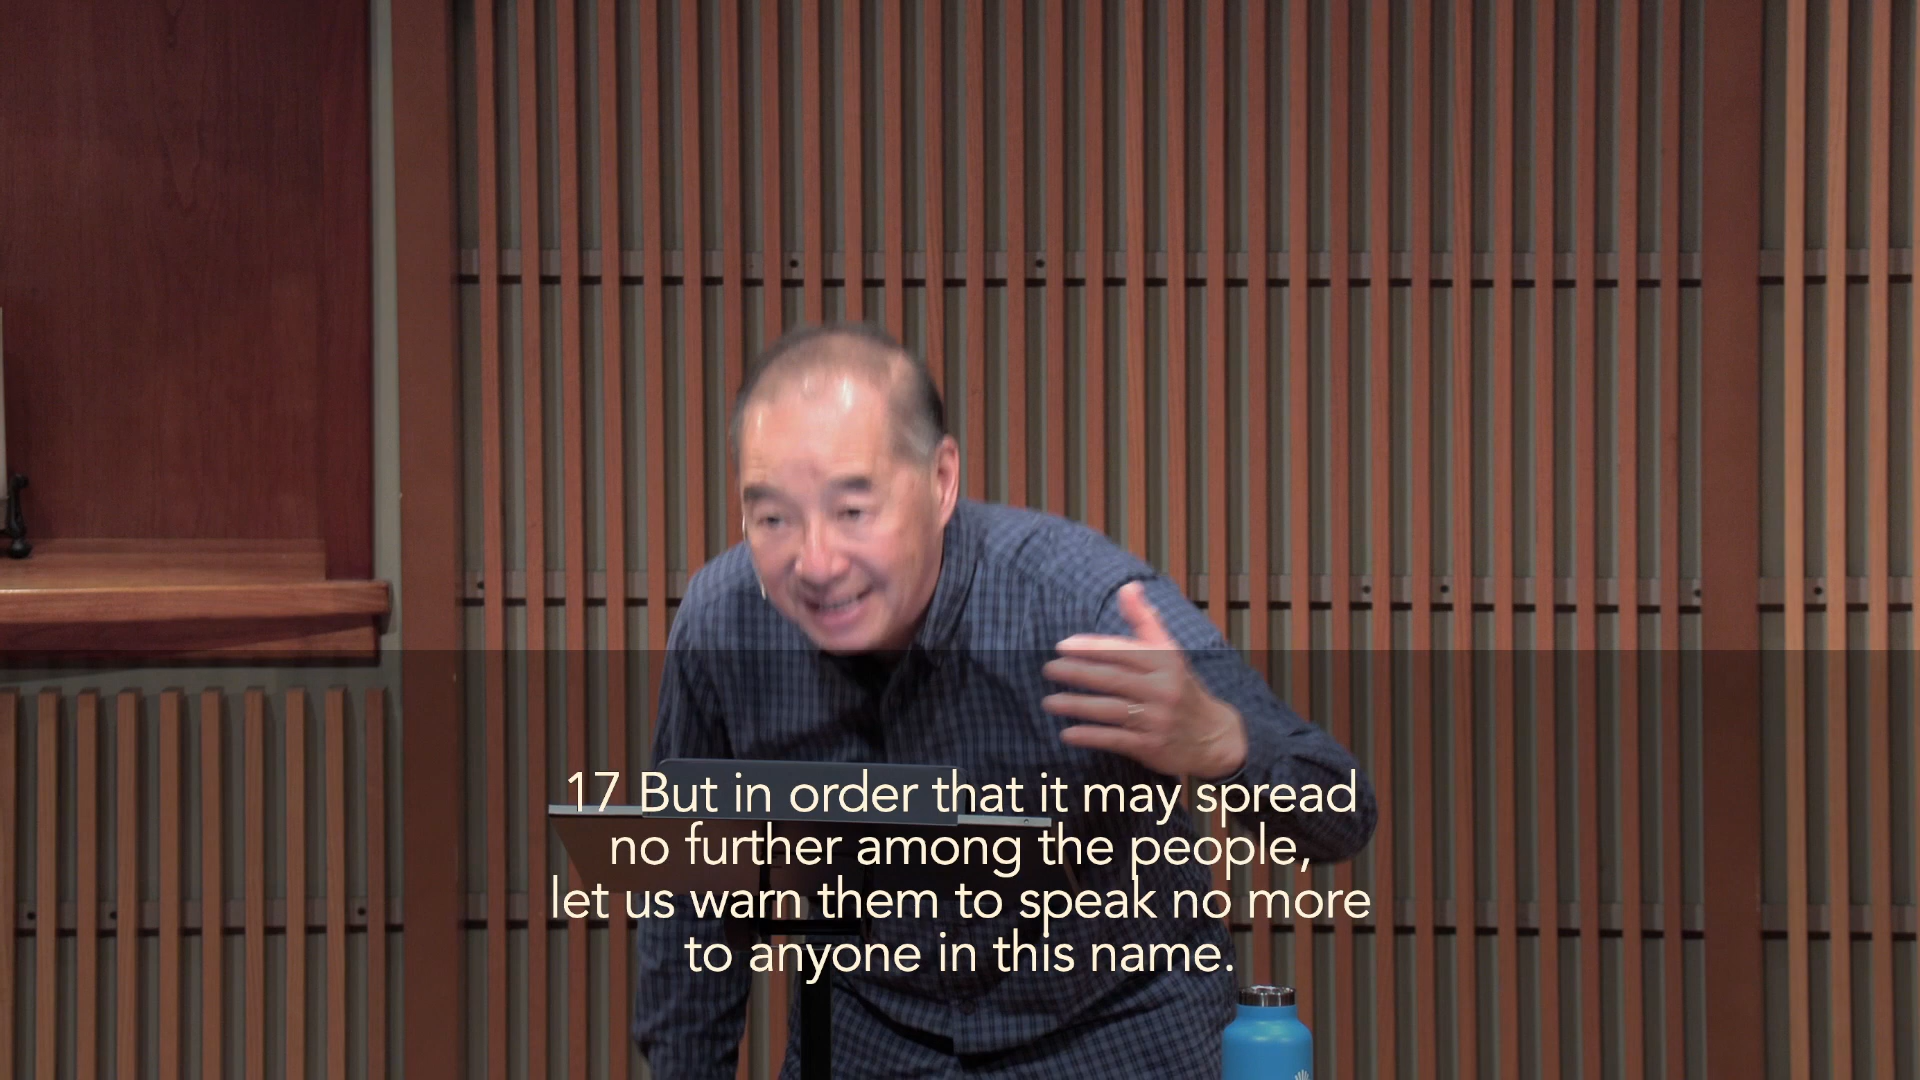 17 But in order that it may spread
no further among the people,
let us warn them to speak no more
to anyone in this name.